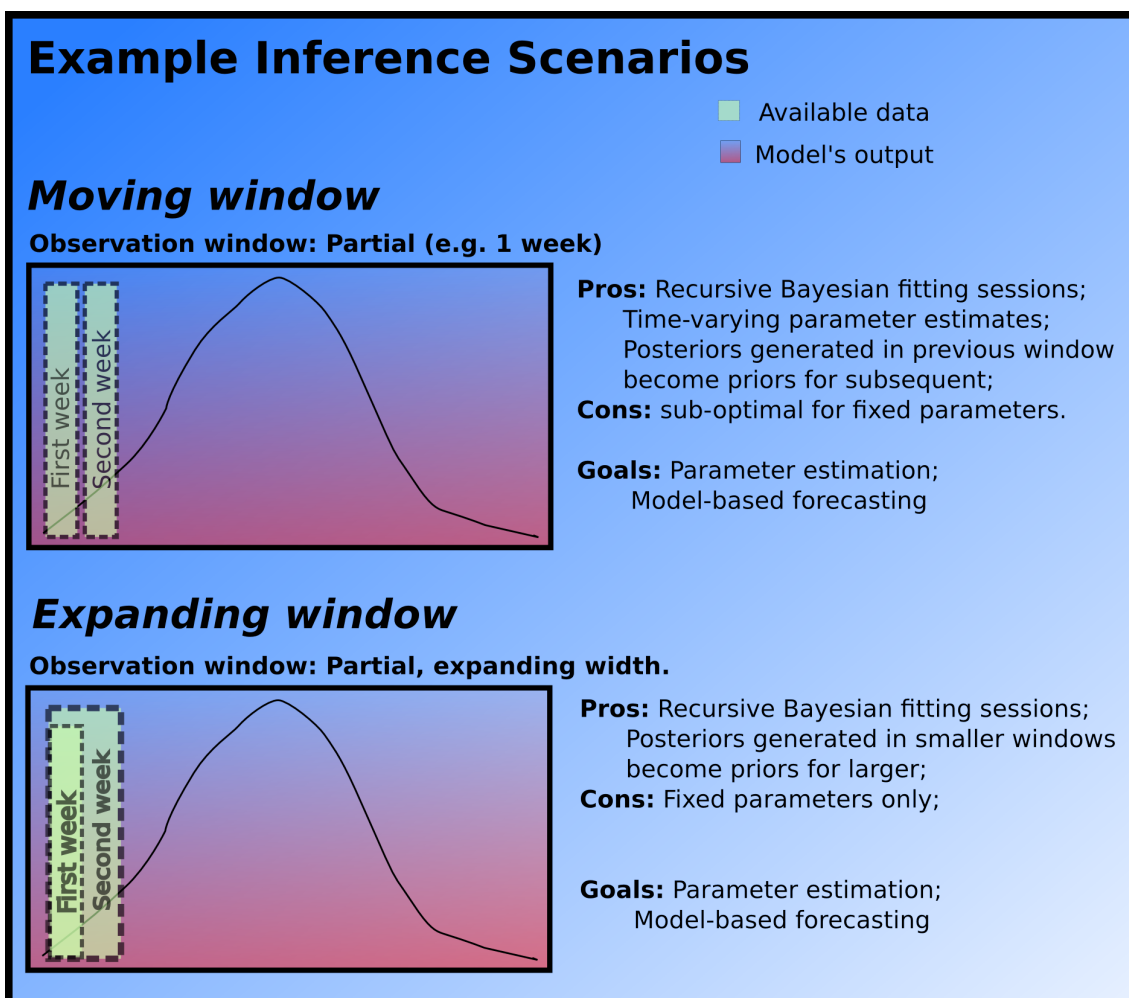 Example Inference Scenarios
Available data
Model's output
Moving window
Observation window: Partial (e.g. 1 week)
First week
Second week
Pros: Recursive Bayesian fitting sessions;
Time-varying parameter estimates;
Posteriors generated in previous window
become priors for subsequent;
Cons: sub-optimal for fixed parameters.
Goals: Parameter estimation;
Model-based forecasting
Expanding window
Observation window: Partial, expanding width.
First week
Second week
Pros: Recursive Bayesian fitting sessions;
Posteriors generated in smaller windows
become priors for larger;
Cons: Fixed parameters only;
Goals: Parameter estimation;
Model-based forecasting